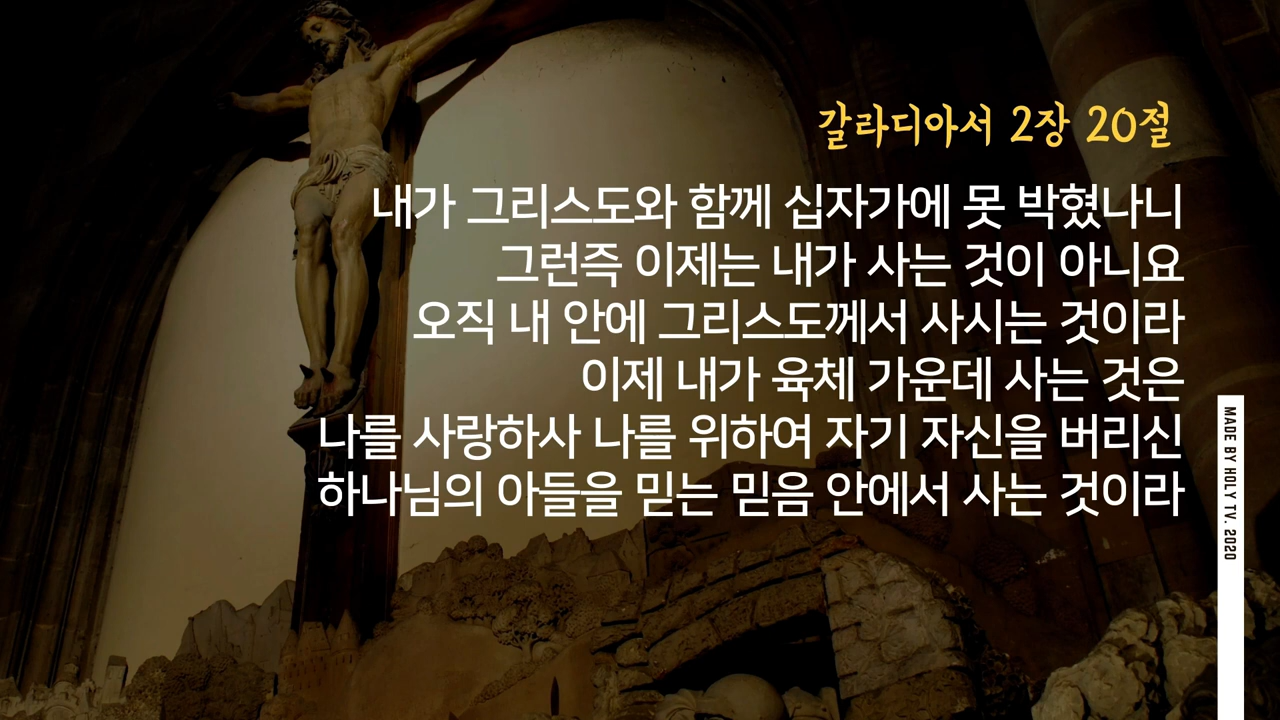 갈라디아서 2장 20절
내가 그리스도와 함께 십자가에 못 박혔나니
그런즉 이제는 내가 사는 것이 아니요
오직 내 안에 그리스도께서 사시는 것이라
이제 내가 육체 가운데 사는 것은
나를 사랑하사 나를 위하여 자기 자신을 버리신
하나님의 아들을 믿는 믿음 안에서 사는 것이라
MADE BY HOLY TV. 2020